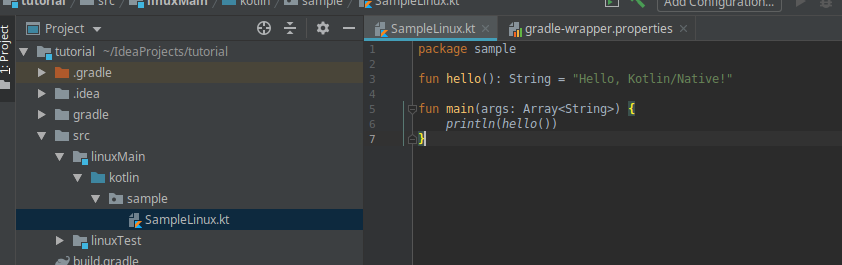 tutorial src linuxMain kotlin sample SampleLinux.kt Add Configuration...
1: Project
Project
SampleLinux.kt gradle-wrapper.properties
tutorial ~/IdeaProjects/tutorial
.gradle
.idea
gradle
src
linuxMain
kotlin
sample
SampleLinux.kt
linuxTest
build.gradle
1 package sample
2
3 fun hello(): String = "Hello, Kotlin/Native!"
4
5 fun main(args: Array<String>) {
6 println(hello())
7 }